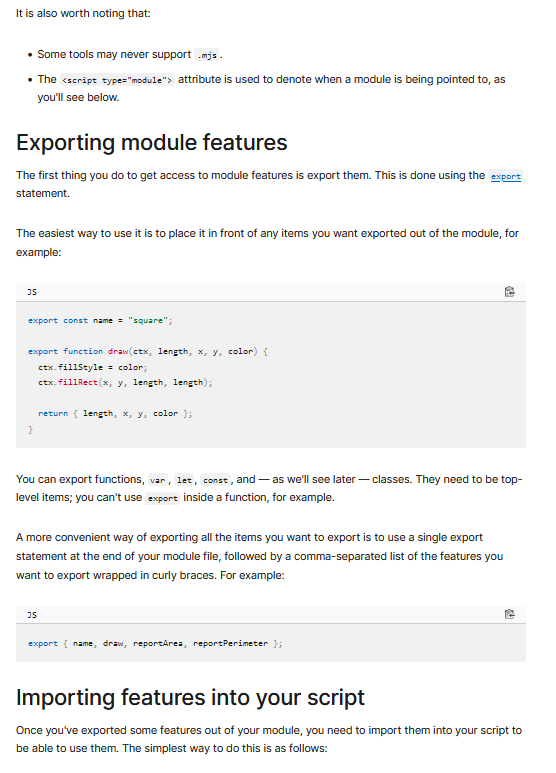 It is also worth noting that:
• Some tools may never support .mjs.
• The <script type="module"> attribute is used to denote when a module is being pointed to, as
you'll see below.
Exporting module features
The first thing you do to get access to module features is export them. This is done using the export
statement.
The easiest way to use it is to place it in front of any items you want exported out of the module, for
example:
JS
export const name = "square";
export function draw(ctx, length, x, y, color) {
  ctx.fillStyle = color;
  ctx.fillRect(x, y, length, length);
  return { length, x, y, color };
}
You can export functions, var, let, const, and — as we'll see later — classes. They need to be top-
level items; you can't use export inside a function, for example.
A more convenient way of exporting all the items you want to export is to use a single export
statement at the end of your module file, followed by a comma-separated list of the features you
want to export wrapped in curly braces. For example:
JS
export { name, draw, reportArea, reportPerimeter };
Importing features into your script
Once you've exported some features out of your module, you need to import them into your script to
be able to use them. The simplest way to do this is as follows: